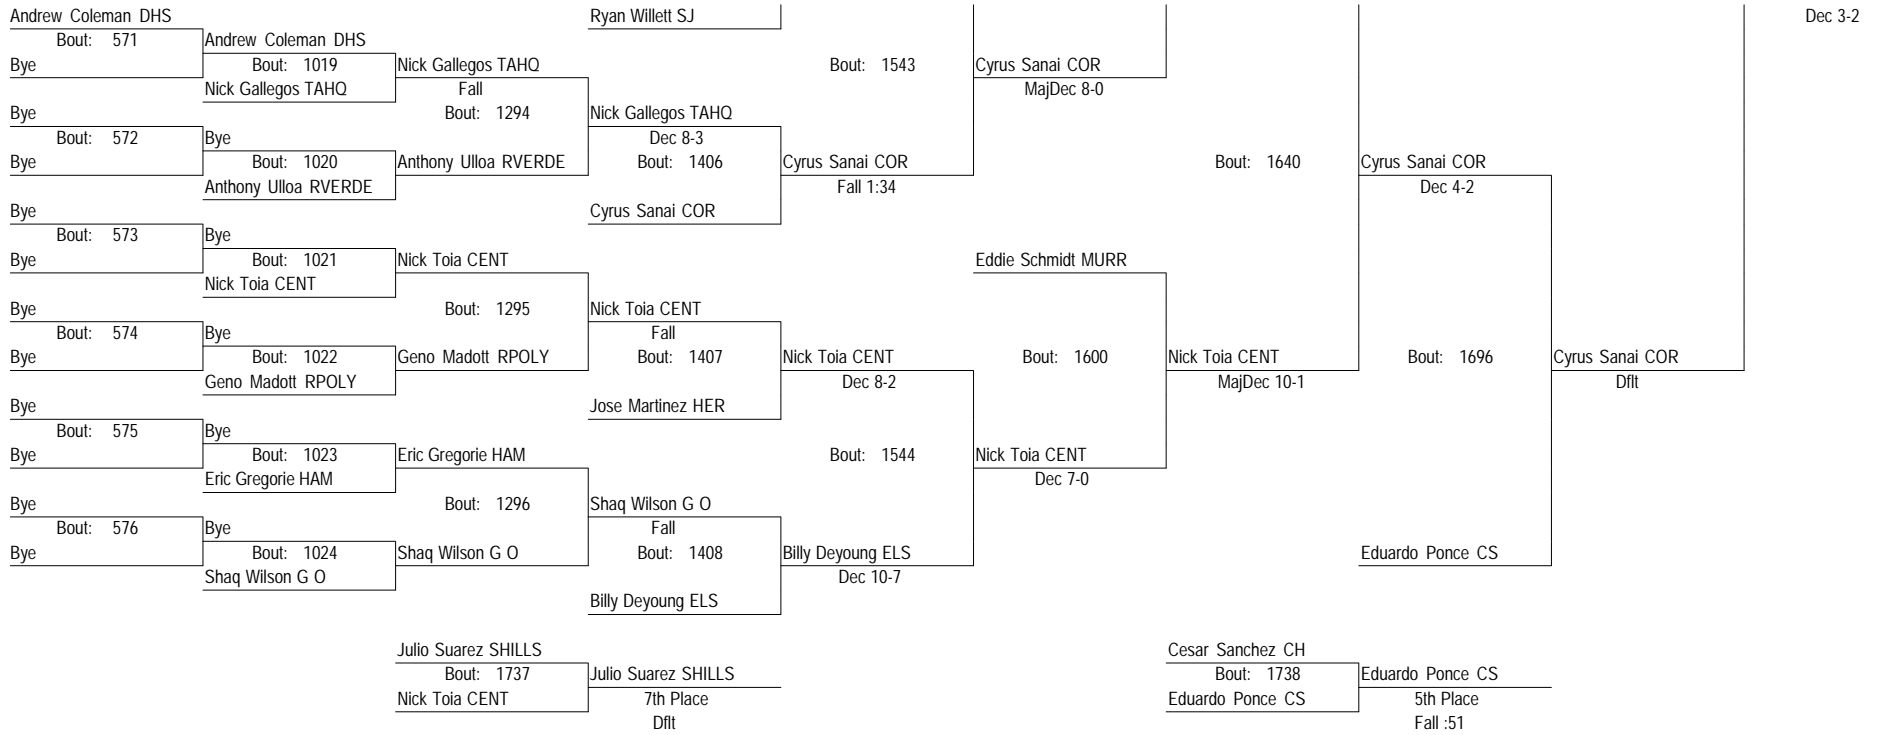 Andrew Coleman DHS
Ryan Willett SJ
Dec 3-2
Bout: 571
Andrew Coleman DHS
Bye
Bout: 1019
Nick Gallegos TAHQ
Bout: 1543
Cyrus Sanai COR
Nick Gallegos TAHQ
Fall
MajDec 8-0
Bye
Bout: 1294
Nick Gallegos TAHQ
Bout: 572
Bye
Dec 8-3
Bye
Bout: 1020
Anthony Ulloa RVERDE
Bout: 1406
Cyrus Sanai COR
Bout: 1640
Cyrus Sanai COR
Anthony Ulloa RVERDE
Fall 1:34
Dec 4-2
Bye
Cyrus Sanai COR
Bout: 573
Bye
Bye
Bout: 1021
Nick Toia CENT
Eddie Schmidt MURR
Nick Toia CENT
Bye
Bout: 1295
Nick Toia CENT
Bout: 574
Bye
Fall
Bye
Bout: 1022
Geno Madott RPOLY
Bout: 1407
Nick Toia CENT
Bout: 1600
Nick Toia CENT
Bout: 1696
Cyrus Sanai COR
Geno Madott RPOLY
Dec 8-2
MajDec 10-1
Dflt
Bye
Jose Martinez HER
Bout: 575
Bye
Bye
Bout: 1023
Eric Gregorie HAM
Bout: 1544
Nick Toia CENT
Eric Gregorie HAM
Dec 7-0
Bye
Bout: 1296
Shaq Wilson G O
Bout: 576
Bye
Fall
Bye
Bout: 1024
Shaq Wilson G O
Bout: 1408
Billy Deyoung ELS
Eduardo Ponce CS
Shaq Wilson G O
Dec 10-7
Billy Deyoung ELS
Julio Suarez SHILLS
Cesar Sanchez CH
Bout: 1737
Julio Suarez SHILLS
Bout: 1738
Eduardo Ponce CS
Nick Toia CENT
7th Place
Eduardo Ponce CS
5th Place
Dflt
Fall :51